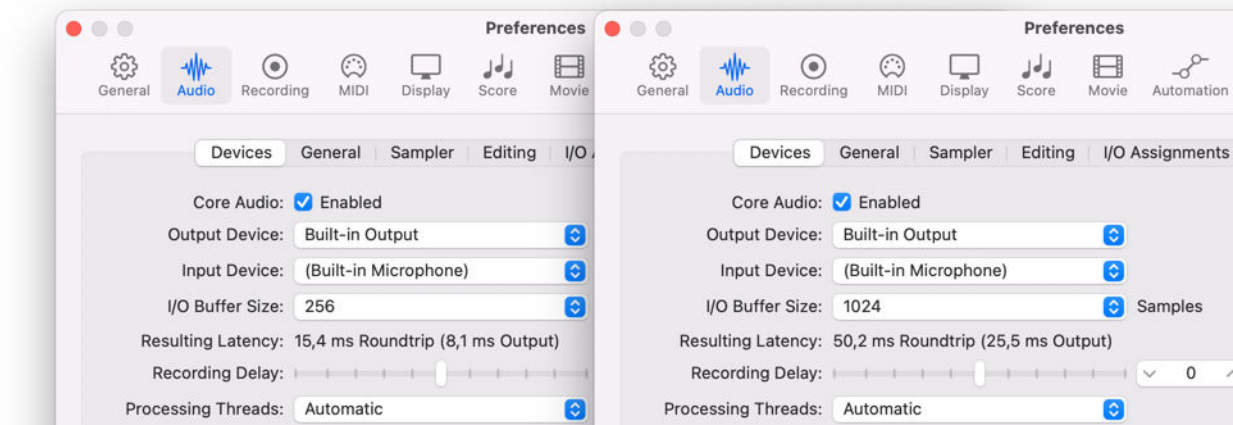 Preferences
General Audio Recording MIDI Display Score Movie
Devices General Sampler Editing I/O
Core Audio: Enabled
Output Device: Built-in Output
Input Device: (Built-in Microphone)
I/O Buffer Size: 256
Resulting Latency: 15,4 ms Roundtrip (8,1 ms Output)
Recording Delay:
Processing Threads: Automatic
Preferences
General Audio Recording MIDI Display Score Movie Automation
Devices General Sampler Editing I/O Assignments
Core Audio: Enabled
Output Device: Built-in Output
Input Device: (Built-in Microphone)
I/O Buffer Size: 1024 Samples
Resulting Latency: 50,2 ms Roundtrip (25,5 ms Output)
Recording Delay: 0
Processing Threads: Automatic